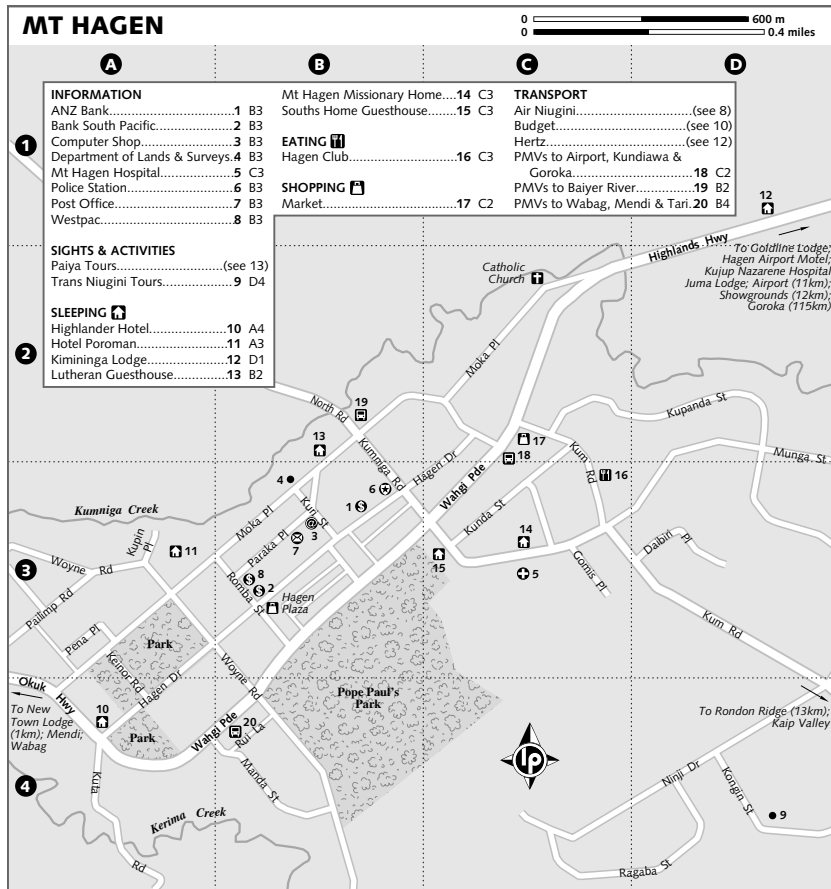 MT HAGEN
0 600 m
0 0.4 miles
A B C D
INFORMATION
ANZ Bank..........................1 B3
Bank South Pacific................2 B3
Computer Shop.....................3 B3
Department of Lands & Surveys.4 B3
Mt Hagen Hospital.................5 C3
Police Station....................6 B3
Post Office.......................7 B3
Westpac...........................8 B3
SIGHTS & ACTIVITIES
Paiya Tours.......................(see 13)
Trans Niugini Tours...............9 D4
SLEEPING
Highlander Hotel..................10 A4
Hotel Poroman.....................11 A3
Kimininga Lodge...................12 D1
Lutheran Guesthouse...............13 B2
Mt Hagen Missionary Home....14 C3
Souths Home Guesthouse........15 C3
EATING
Hagen Club........................16 C3
SHOPPING
Market............................17 C2
TRANSPORT
Air Niugini.......................(see 8)
Budget............................(see 10)
Hertz.............................(see 12)
PMVs to Airport, Kundiawa &
Goroka............................18 C2
PMVs to Baiyer River..............19 B2
PMVs to Wabag, Mendi & Tari.20 B4
1
12
Highlands Hwy
To Goldline Lodge;
Hagen Airport Motel;
Kujup Nazarene Hospital
Juma Lodge; Airport (11km);
Showgrounds (12km);
Goroka (115km)
Catholic
Church
2
Moka Pl
North Rd
19
Kupanda St
13
Kumniga Rd
Hagen Dr
17
18
Kum Rd
Munga St
16
4
6
Wahgi Pde
Kumniga Creek
Moka Pl
Kuri St
1
Kunda St
Kupin Pl
11
Paraka Pl
3
7
14
Daibiri Pl
3
Woyne Rd
15
5
Gomis Pl
8
2
Romba St
Hagen
Plaza
Pailimp Rd
Pena Pl
Park
Keinor Rd
Kum Rd
Okuk Hwy
Hagen Dr
Woyne Rd
Pope Paul's
Park
10
To New
Town Lodge
(1km); Mendi;
Wabag
Park
Wahgi Pde
20
Rut La
To Rondon Ridge (13km);
Kaip Valley
lp
4
Kuta Rd
Manda St
Ninji Dr
Kongin St
9
Kerima Creek
Ragaba St